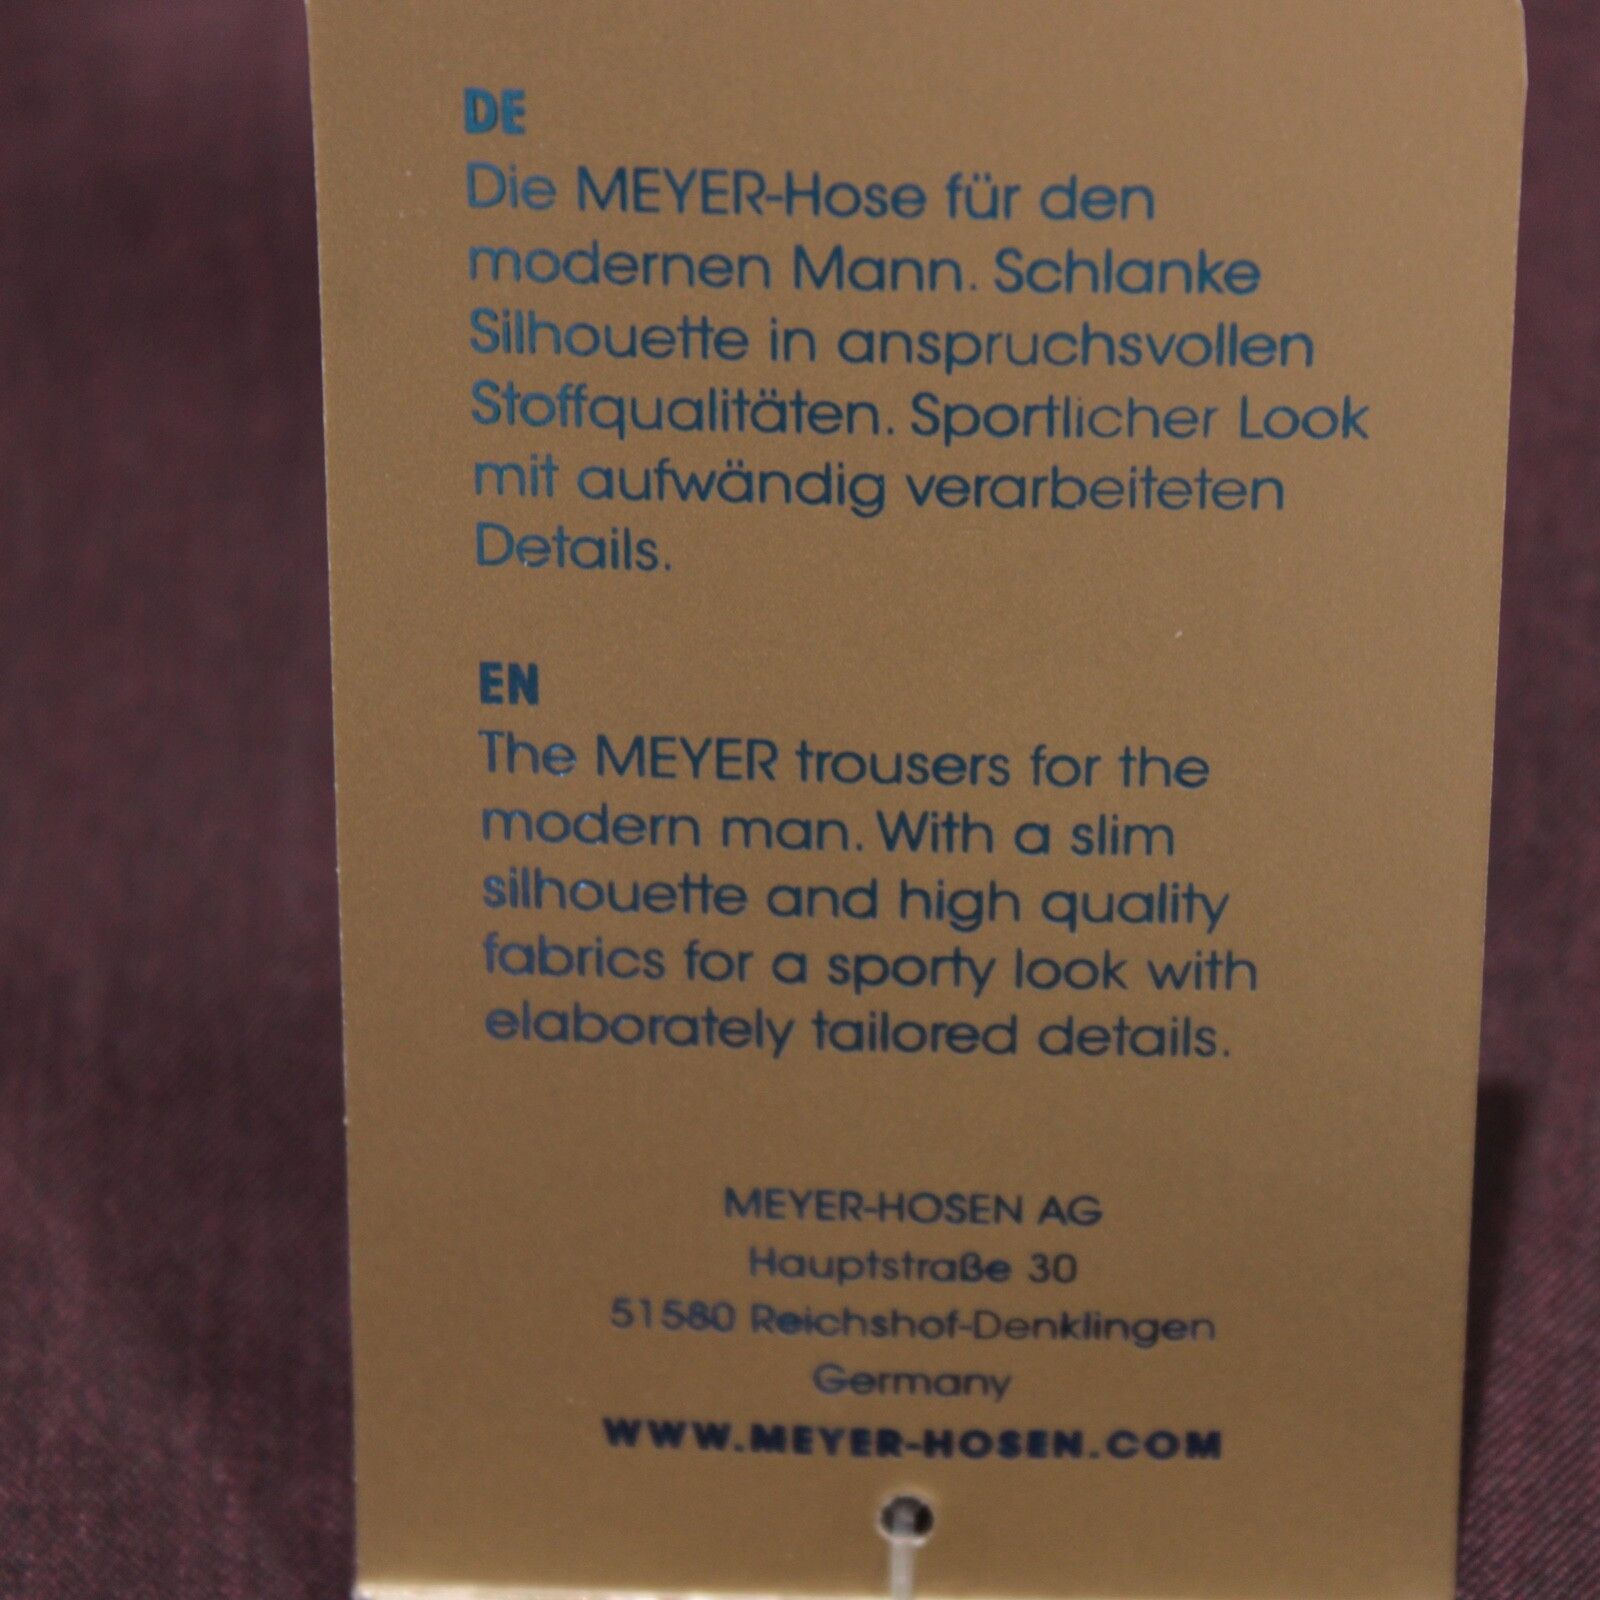 DE
Die MEYER-Hose für den
modernen Mann. Schlanke
Silhouette in anspruchsvollen
Stoffqualitäten. Sportlicher Look
mit aufwändig verarbeiteten
Details.
EN
The MEYER trousers for the
modern man. With a slim
silhouette and high quality
fabrics for a sporty look with
elaborately tailored details.
MEYER-HOSEN AG
Hauptstraße 30
51580 Reichshof-Denklingen
Germany
WWW.MEYER-HOSEN.COM